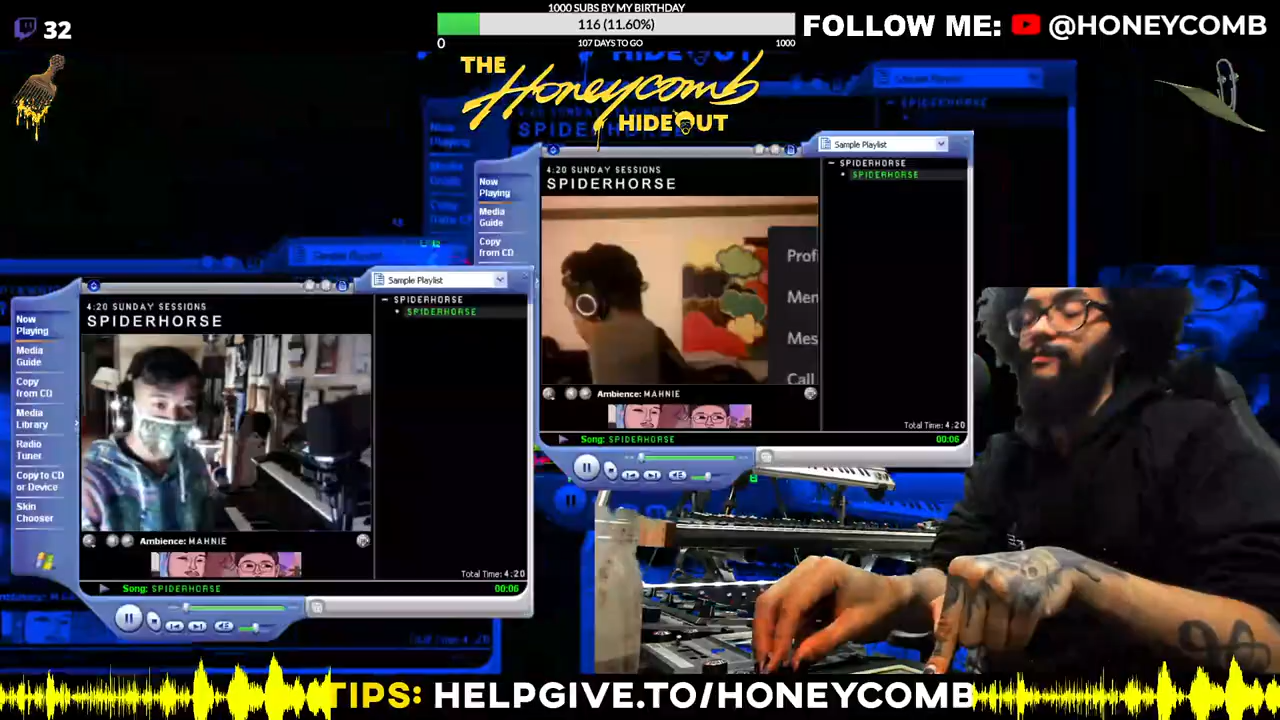 32
1000 SUBS BY MY BIRTHDAY
116 (11.60%)
0
107 DAYS TO GO
1000
FOLLOW ME: @HONEYCOMB
THE
Honeycomb
HIDEOUT
Sample Playlist
4:20 SUNDAY SESSIONS
SPIDERHORSE
Now
Playing
Media
Guide
Copy
from CD
SPIDERHORSE
SPIDERHORSE
Profi
Men
Mes
Call
Ambience: MAHNIE
Total Time: 4:20
Song: SPIDERHORSE
00:06
Sample Playlist
4:20 SUNDAY SESSIONS
SPIDERHORSE
Now
Playing
Media
Guide
Copy
from CD
Media
Library
Radio
Tuner
Copy to CD
or Device
Skin
Chooser
SPIDERHORSE
SPIDERHORSE
Ambience: MAHNIE
Total Time: 4:20
Song: SPIDERHORSE
00:06
TIPS: HELPGIVE.TO/HONEYCOMB